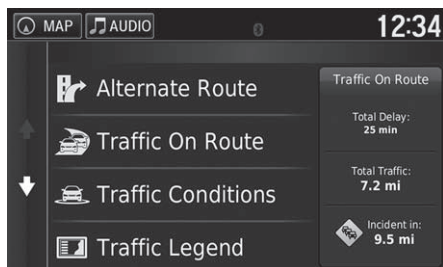 MAP
AUDIO
12:34
Alternate Route
Traffic On Route
Traffic Conditions
Traffic Legend
Traffic On Route
Total Delay:
25 min
Total Traffic:
7.2 mi
Incident in:
9.5 mi